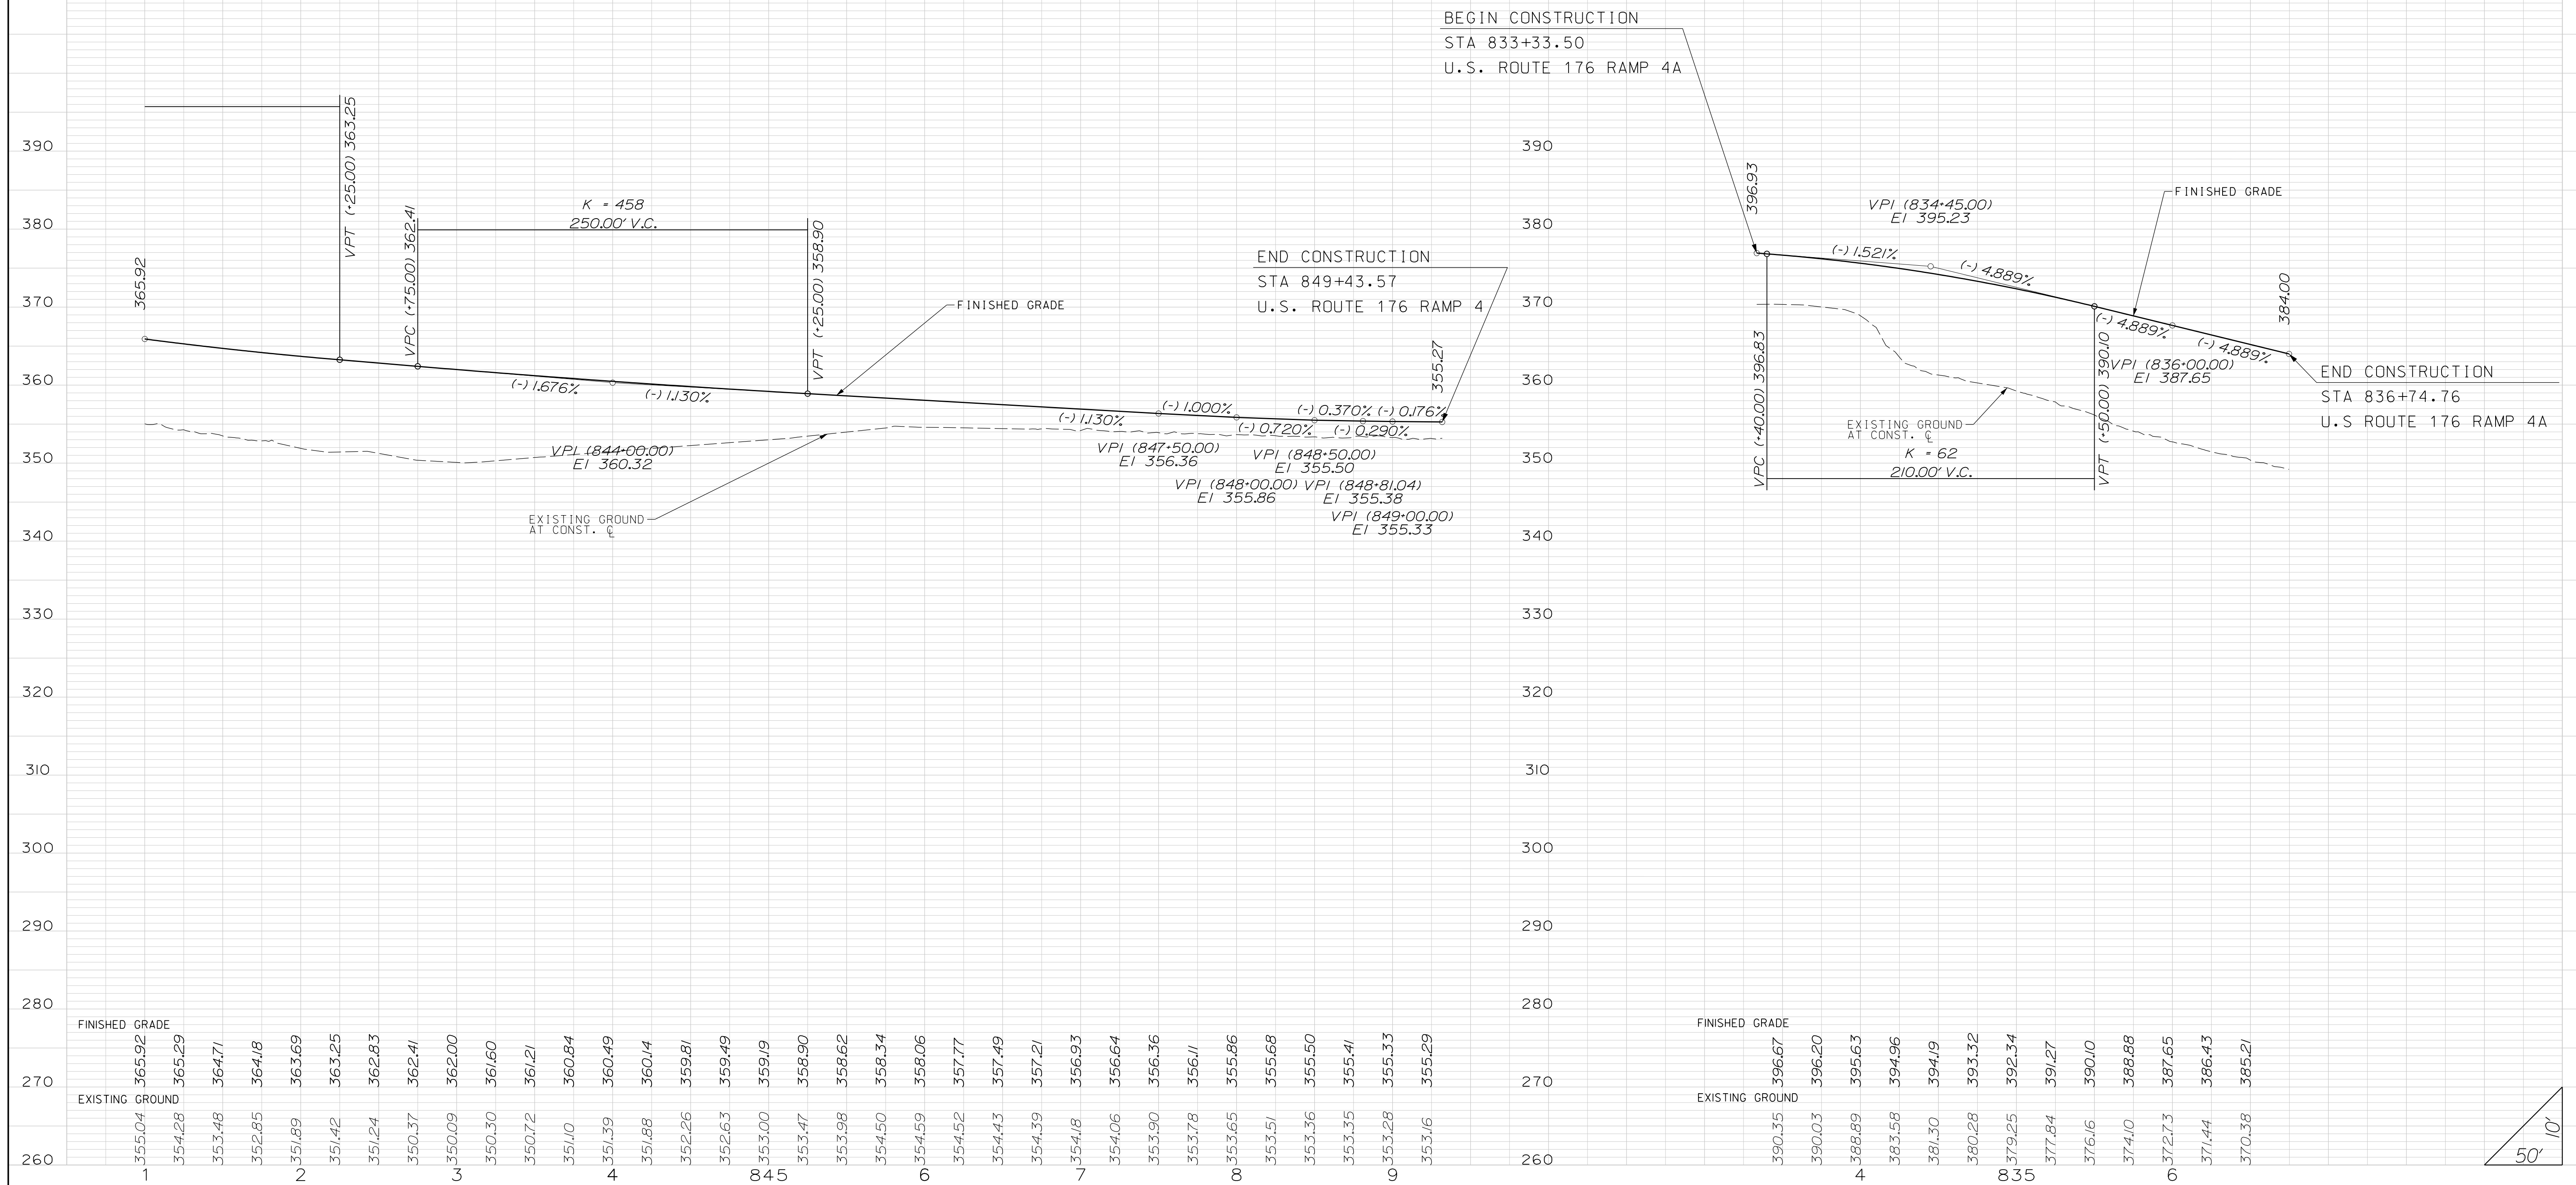 BEGIN CONSTRUCTION
STA 833+33.50
U.S. ROUTE 176 RAMP 4A
390
380
370
360
350
340
330
320
310
300
290
280
270
260
365.92
VPT (+25.00) 363.25
VPC (+75.00) 362.41
K = 458
250.00' V.C.
VPT (+25.00) 358.90
FINISHED GRADE
END CONSTRUCTION
STA 849+43.57
U.S. ROUTE 176 RAMP 4
355.27
(-) 1.676%
(-) 1.130%
(-) 1.130%
(-) 1.000%
(-) 0.720%
(-) 0.370%
(-) 0.290%
(-) 0.176%
VPI (844+00.00)
El 360.32
VPI (847+50.00)
El 356.36
VPI (848+00.00)
El 355.86
VPI (848+50.00)
El 355.50
VPI (848+81.04)
El 355.38
VPI (849+00.00)
El 355.33
EXISTING GROUND
AT CONST. ℄
390
380
370
360
350
340
330
320
310
300
290
280
270
260
396.93
VPI (834+45.00)
El 395.23
(-) 1.521%
(-) 4.889%
FINISHED GRADE
384.00
VPC (+40.00) 396.83
EXISTING GROUND
AT CONST. ℄
K = 62
210.00' V.C.
VPT (+50.00) 390.10
(-) 4.889%
(-) 4.889%
VPI (836+00.00)
El 387.65
END CONSTRUCTION
STA 836+74.76
U.S ROUTE 176 RAMP 4A
FINISHED GRADE
365.92 365.29 364.71 364.18 363.69 363.25 362.83 362.41 362.00 361.60 361.21 360.84 360.49 360.14 359.81 359.49 359.19 358.90 358.62 358.34 358.06 357.77 357.49 357.21 356.93 356.64 356.36 356.11 355.86 355.68 355.50 355.41 355.33 355.29
EXISTING GROUND
355.04 354.28 353.48 352.85 351.89 351.42 351.24 350.37 350.09 350.30 350.72 351.10 351.39 351.88 352.26 352.63 353.00 353.47 353.98 354.50 354.59 354.52 354.43 354.39 354.18 354.06 353.90 353.78 353.65 353.51 353.36 353.35 353.28 353.16
1 2 3 4 845 6 7 8 9
FINISHED GRADE
396.67 396.20 395.63 394.96 394.19 393.32 392.34 391.27 390.10 388.88 387.65 386.43 385.21
EXISTING GROUND
390.35 390.03 388.89 383.58 381.30 380.28 379.25 377.84 376.16 374.10 372.73 371.44 370.38
4 835 6
10'
50'